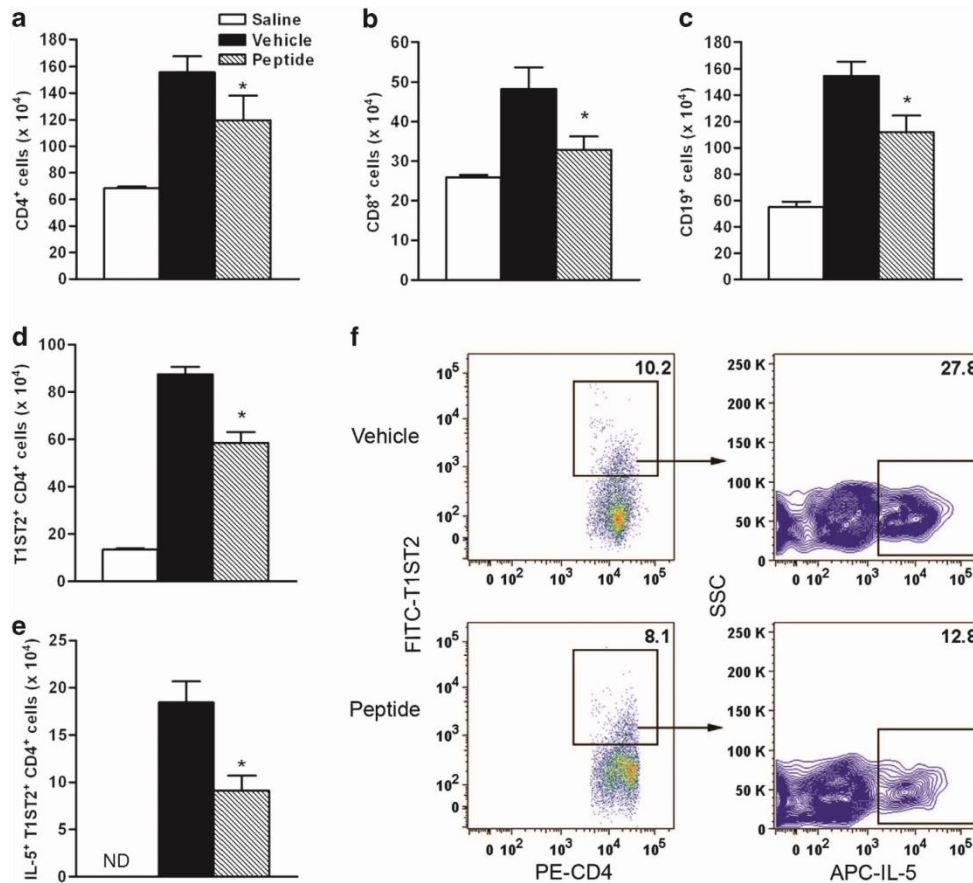 a
Saline
Vehicle
Peptide
CD4⁺ cells (x 10⁴)
180
160
140
120
100
80
60
40
20
0
*
b
CD8⁺ cells (x 10⁴)
60
50
40
30
20
10
0
*
c
CD19⁺ cells (x 10⁴)
180
160
140
120
100
80
60
40
20
0
*
d
T1ST2⁺ CD4⁺ cells (x 10⁴)
100
80
60
40
20
0
*
e
IL-5⁺ T1ST2⁺ CD4⁺ cells (x 10⁴)
25
20
15
10
5
0
ND
*
f
Vehicle
10.2
10⁵
10⁴
10³
10²
0
0 10² 10³ 10⁴ 10⁵
27.8
250 K
200 K
150 K
100 K
50 K
0
0 10² 10³ 10⁴ 10⁵
FITC-T1ST2
SSC
Peptide
8.1
10⁵
10⁴
10³
10²
0
0 10² 10³ 10⁴ 10⁵
PE-CD4
12.8
250 K
200 K
150 K
100 K
50 K
0
0 10² 10³ 10⁴ 10⁵
APC-IL-5